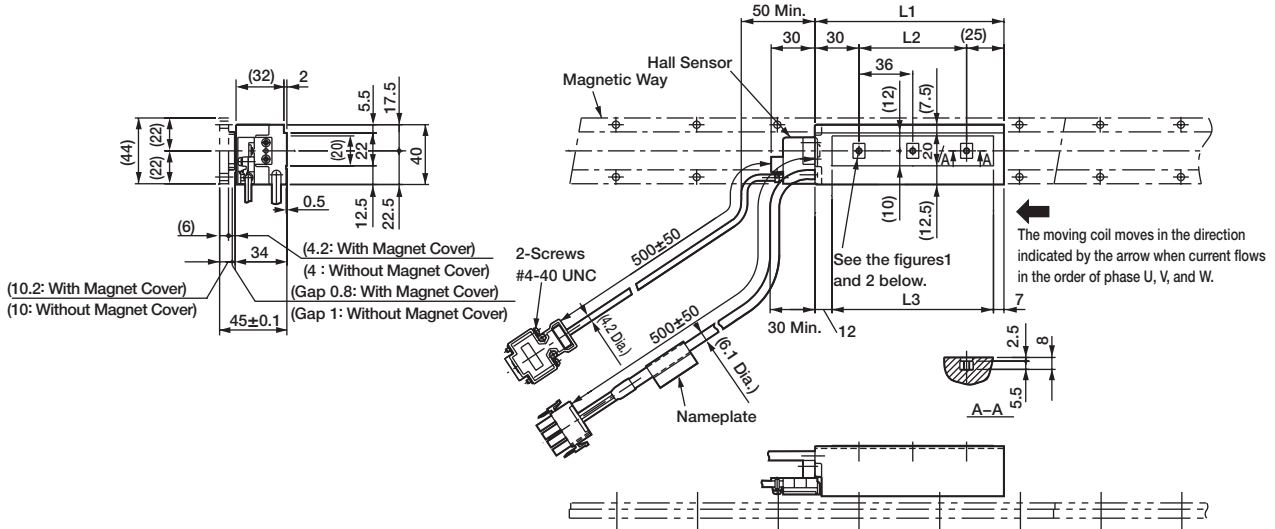 50 Min.
L1
30
30
L2
(25)
36
Hall Sensor
Magnetic Way
(32)
2
5.5
17.5
(12)
(7.5)
(44)
(22)
(22)
(20)
22
40
20
A
A
0.5
12.5
22.5
(10)
(12.5)
(6)
(4.2: With Magnet Cover)
34
(4 : Without Magnet Cover)
(10.2: With Magnet Cover)
(Gap 0.8: With Magnet Cover)
(10: Without Magnet Cover)
(Gap 1: Without Magnet Cover)
45±0.1
2-Screws
#4-40 UNC
500±50
(4.2 Dia.)
500±50
(6.1 Dia.)
Nameplate
See the figures1
and 2 below.
The moving coil moves in the direction
indicated by the arrow when current flows
in the order of phase U, V, and W.
30 Min.
12
L3
7
2.5
8
5.5
A–A